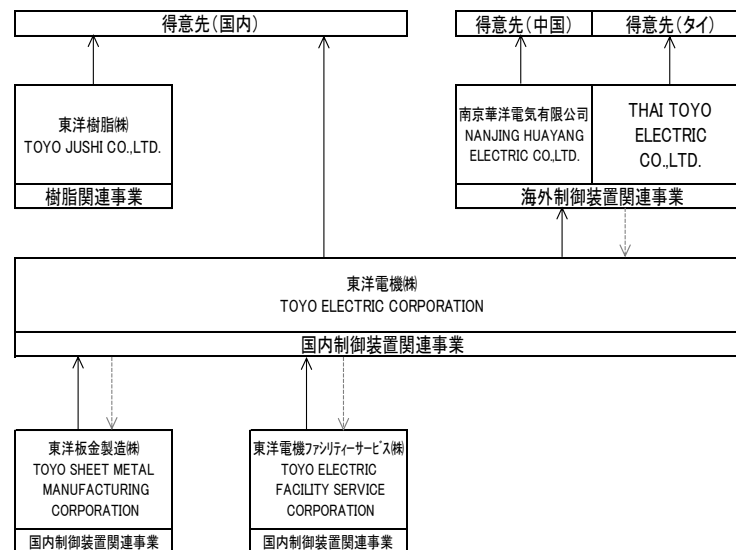 得意先(国内)
得意先(中国)
得意先(タイ)
東洋樹脂㈱
TOYO JUSHI CO.,LTD.
樹脂関連事業
南京華洋電気有限公司
NANJING HUAYANG
ELECTRIC CO.,LTD.
THAI TOYO
ELECTRIC
CO.,LTD.
海外制御装置関連事業
東洋電機㈱
TOYO ELECTRIC CORPORATION
国内制御装置関連事業
東洋板金製造㈱
TOYO SHEET METAL
MANUFACTURING
CORPORATION
国内制御装置関連事業
東洋電機ファシリティーサービス㈱
TOYO ELECTRIC
FACILITY SERVICE
CORPORATION
国内制御装置関連事業